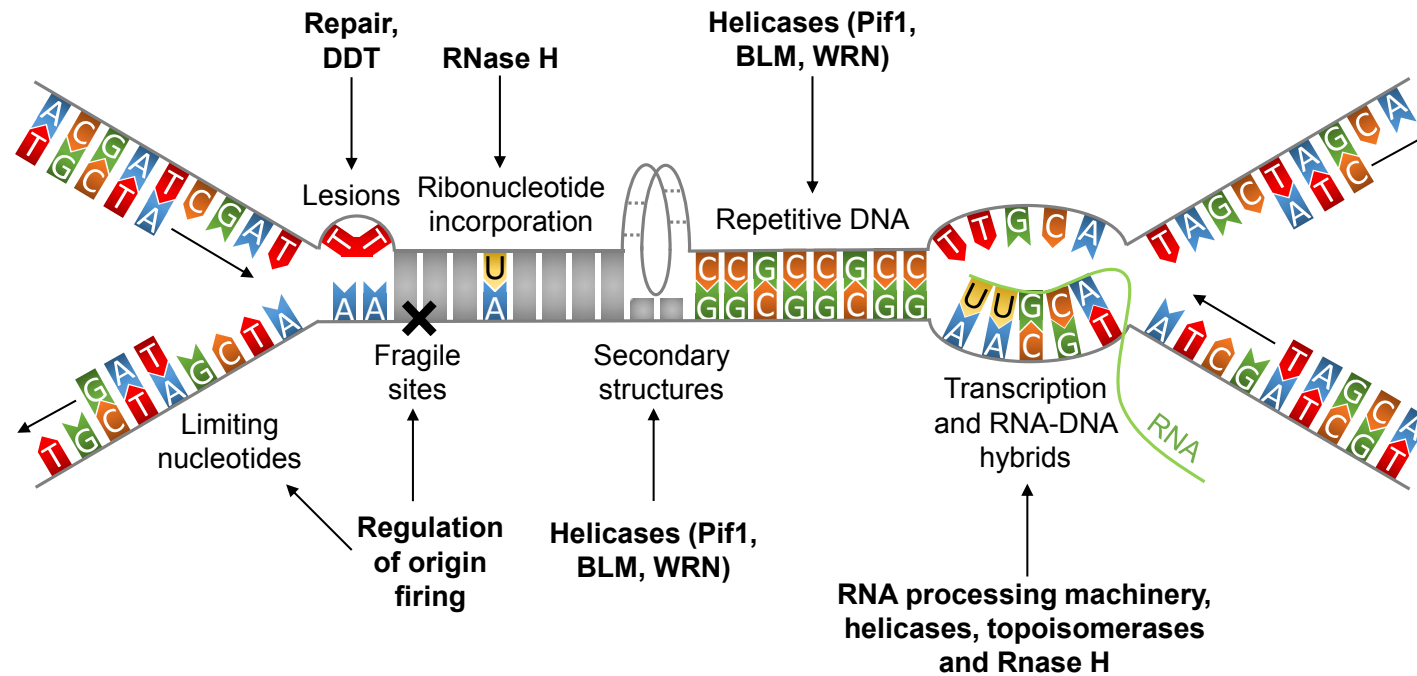 Repair,
DDT
RNase H
Helicases (Pif1,
BLM, WRN)
A C G A T C G A T
T G C T A
Lesions
T T
A A
Ribonucleotide
incorporation
U
A
Repetitive DNA
C C G C C G C C
G G C G G C G G
T T G C A
U U G C A
A A C G T
T A G C T A G C A
A T C
G A T
T G C T A G C T A
Limiting
nucleotides
Fragile
sites
Secondary
structures
Transcription
and RNA-DNA
hybrids
RNA
T A G C A
A T C G A T C G T
Regulation
of origin
firing
Helicases (Pif1,
BLM, WRN)
RNA processing machinery,
helicases, topoisomerases
and Rnase H